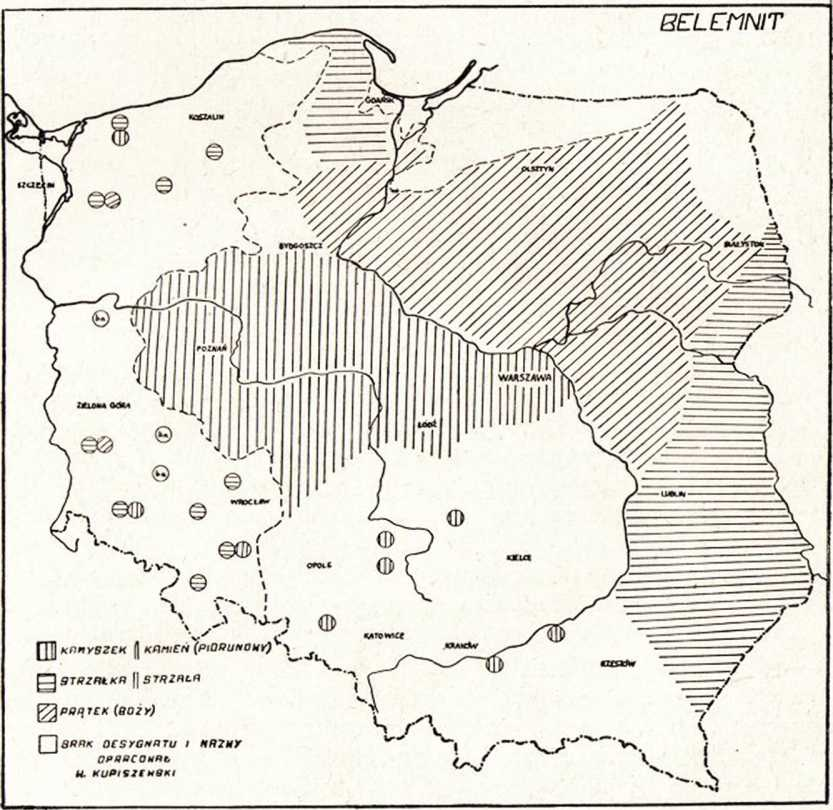 BELEMNIT
GDAŃSK
KOSZALIN
OLSZTYN
SZCZECIN
BYDGOSZCZ
BIAŁYSTOK
b.n.
POZNAŃ
WARSZAWA
ZIELONA GÓRA
ŁÓDŹ
b.n.
b.n.
WROCŁAW
LUBLIN
OPOLE
KIELCE
KATOWICE
KRAKÓW
RZESZÓW
KAMYSZEK || KAMIEŃ (PIORUNOWY)
STRZAŁKA || STRZAŁA
PRĄTEK (BOŻY)
BRAK DESYGNATU I NAZWY
OPRACOWAŁ
W. KUPISZEWSKI